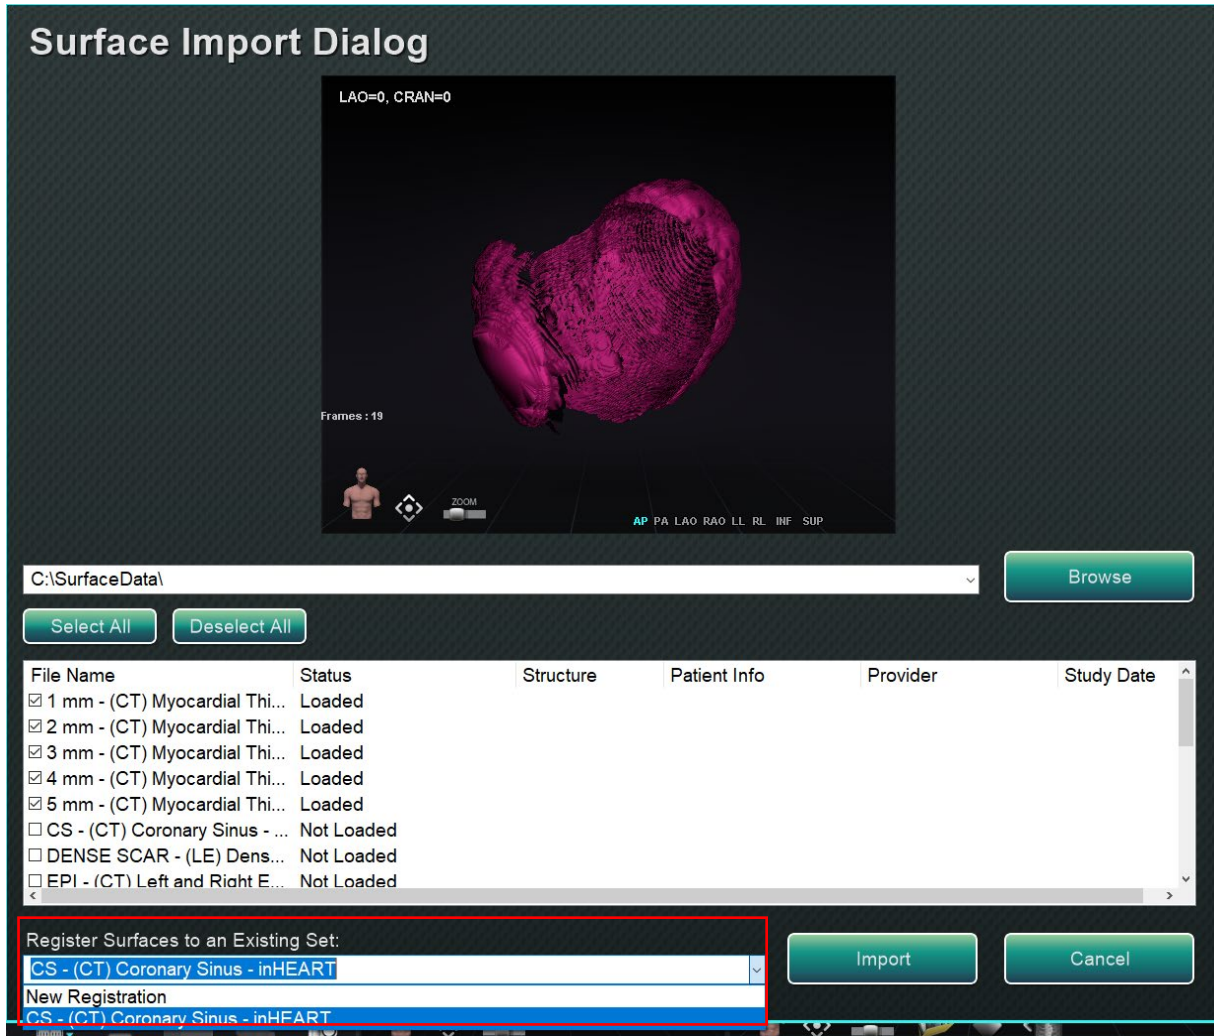 Surface Import Dialog
LAO=0, CRAN=0
Frames : 19
ZOOM
AP PA LAO RAO LL RL INF SUP
C:\SurfaceData\
Browse
Select All Deselect All
File Name Status Structure Patient Info Provider Study Date
1 mm - (CT) Myocardial Thi... Loaded
2 mm - (CT) Myocardial Thi... Loaded
3 mm - (CT) Myocardial Thi... Loaded
4 mm - (CT) Myocardial Thi... Loaded
5 mm - (CT) Myocardial Thi... Loaded
CS - (CT) Coronary Sinus - ... Not Loaded
DENSE SCAR - (LE) Dens... Not Loaded
EPI - (CT) Left and Right E... Not Loaded
Register Surfaces to an Existing Set:
CS - (CT) Coronary Sinus - inHEART
Import Cancel
New Registration
CS - (CT) Coronary Sinus - inHEART